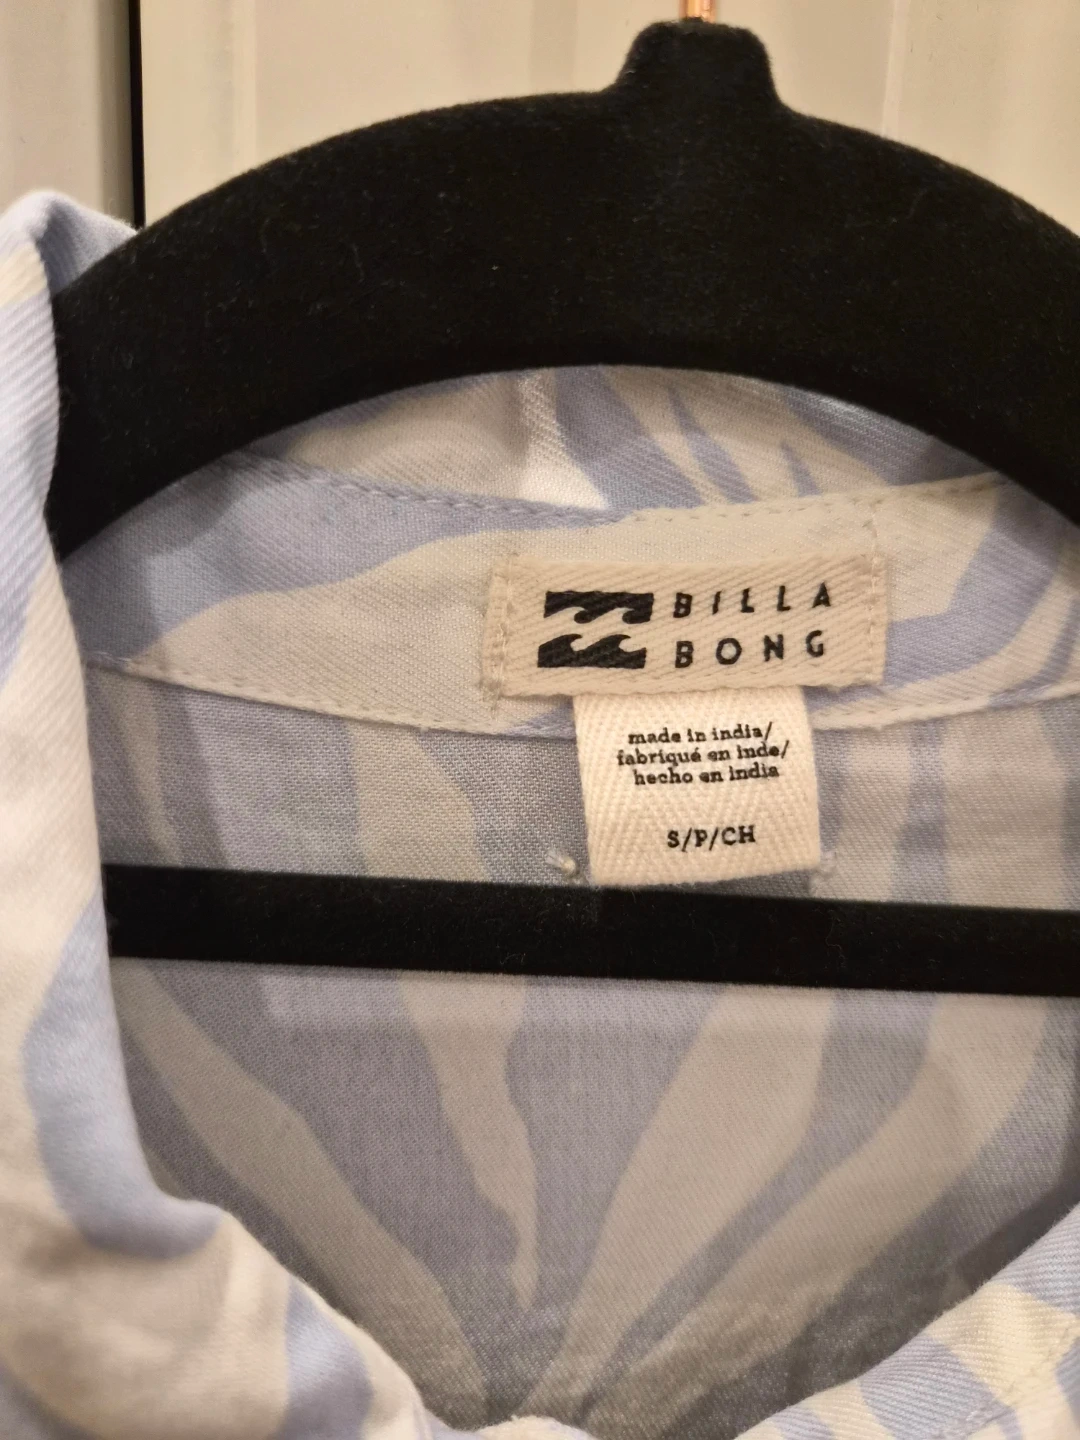 BILLA
BONG
made in india/
fabriqué en inde/
hecho en india
S/P/CH